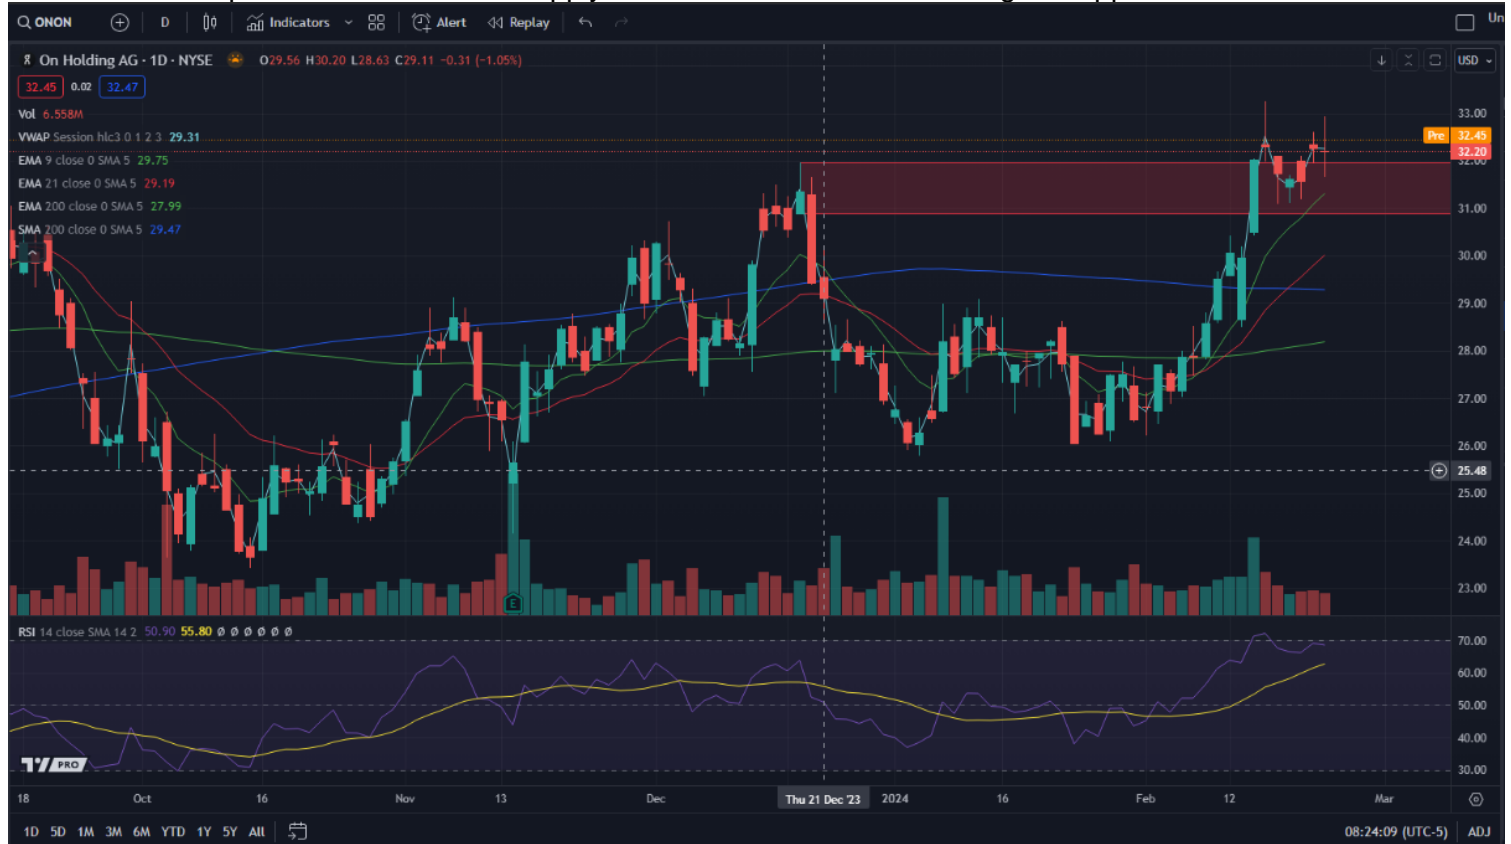 ONON D Indicators Alert Replay Un
On Holding AG · 1D · NYSE O29.56 H30.20 L28.63 C29.11 −0.31 (−1.05%) USD
32.45 0.02 32.47
Vol 6.558M
VWAP Session hlc3 0 1 2 3 29.31
EMA 9 close 0 SMA 5 29.75
EMA 21 close 0 SMA 5 29.19
EMA 200 close 0 SMA 5 27.99
SMA 200 close 0 SMA 5 29.47
33.00
Pre 32.45
32.20
32.00
31.00
30.00
29.00
28.00
27.00
26.00
25.48
25.00
24.00
23.00
E
RSI 14 close SMA 14 2 50.90 55.80 Ø Ø Ø Ø Ø Ø
70.00
60.00
50.00
40.00
30.00
TV PRO
18 Oct 16 Nov 13 Dec Thu 21 Dec '23 2024 16 Feb 12 Mar
1D 5D 1M 3M 6M YTD 1Y 5Y All 08:24:09 (UTC-5) ADJ